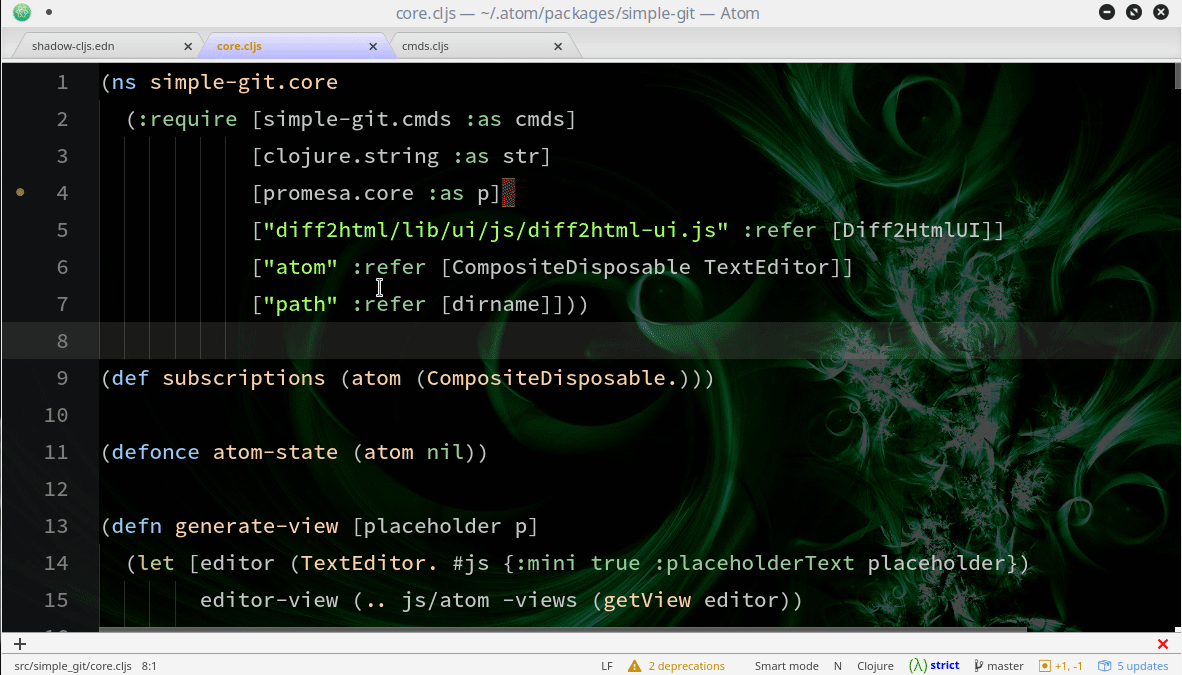 core.cljs — ~/.atom/packages/simple-git — Atom
shadow-cljs.edn core.cljs cmds.cljs
1 (ns simple-git.core
2 (:require [simple-git.cmds :as cmds]
3 [clojure.string :as str]
4 [promesa.core :as p]
5 ["diff2html/lib/ui/js/diff2html-ui.js" :refer [Diff2HtmlUI]]
6 ["atom" :refer [CompositeDisposable TextEditor]]
7 ["path" :refer [dirname]]))
8
9 (def subscriptions (atom (CompositeDisposable.)))
10
11 (defonce atom-state (atom nil))
12
13 (defn generate-view [placeholder p]
14 (let [editor (TextEditor. #js {:mini true :placeholderText placeholder})
15 editor-view (.. js/atom -views (getView editor))
src/simple_git/core.cljs 8:1 LF 2 deprecations Smart mode N Clojure (λ) strict master +1, -1 5 updates